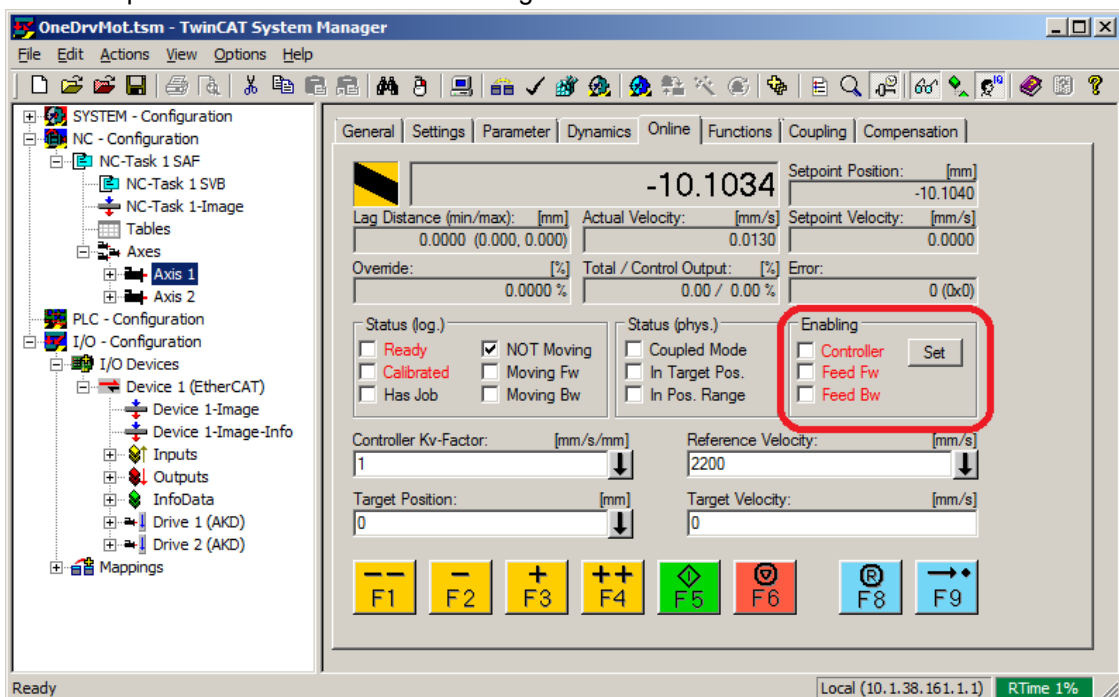 OneDrvMot.tsm - TwinCAT System Manager
File Edit Actions View Options Help
SYSTEM - Configuration
NC - Configuration
NC-Task 1 SAF
NC-Task 1 SVB
NC-Task 1-Image
Tables
Axes
Axis 1
Axis 2
PLC - Configuration
I/O - Configuration
I/O Devices
Device 1 (EtherCAT)
Device 1-Image
Device 1-Image-Info
Inputs
Outputs
InfoData
Drive 1 (AKD)
Drive 2 (AKD)
Mappings
General Settings Parameter Dynamics Online Functions Coupling Compensation
-10.1034
Setpoint Position: [mm]
-10.1040
Lag Distance (min/max): [mm] Actual Velocity: [mm/s] Setpoint Velocity: [mm/s]
0.0000 (0.000, 0.000) 0.0130 0.0000
Override: [%] Total / Control Output: [%] Error:
0.0000 % 0.00 / 0.00 % 0 (0x0)
Status (log.) Status (phys.) Enabling
Ready NOT Moving Coupled Mode Controller Set
Calibrated Moving Fw In Target Pos. Feed Fw
Has Job Moving Bw In Pos. Range Feed Bw
Controller Kv-Factor: [mm/s/mm] Reference Velocity: [mm/s]
1 2200
Target Position: [mm] Target Velocity: [mm/s]
0 0
-- - + ++ R
F1 F2 F3 F4 F5 F6 F8 F9
Ready Local (10.1.38.161.1.1) RTime 1%